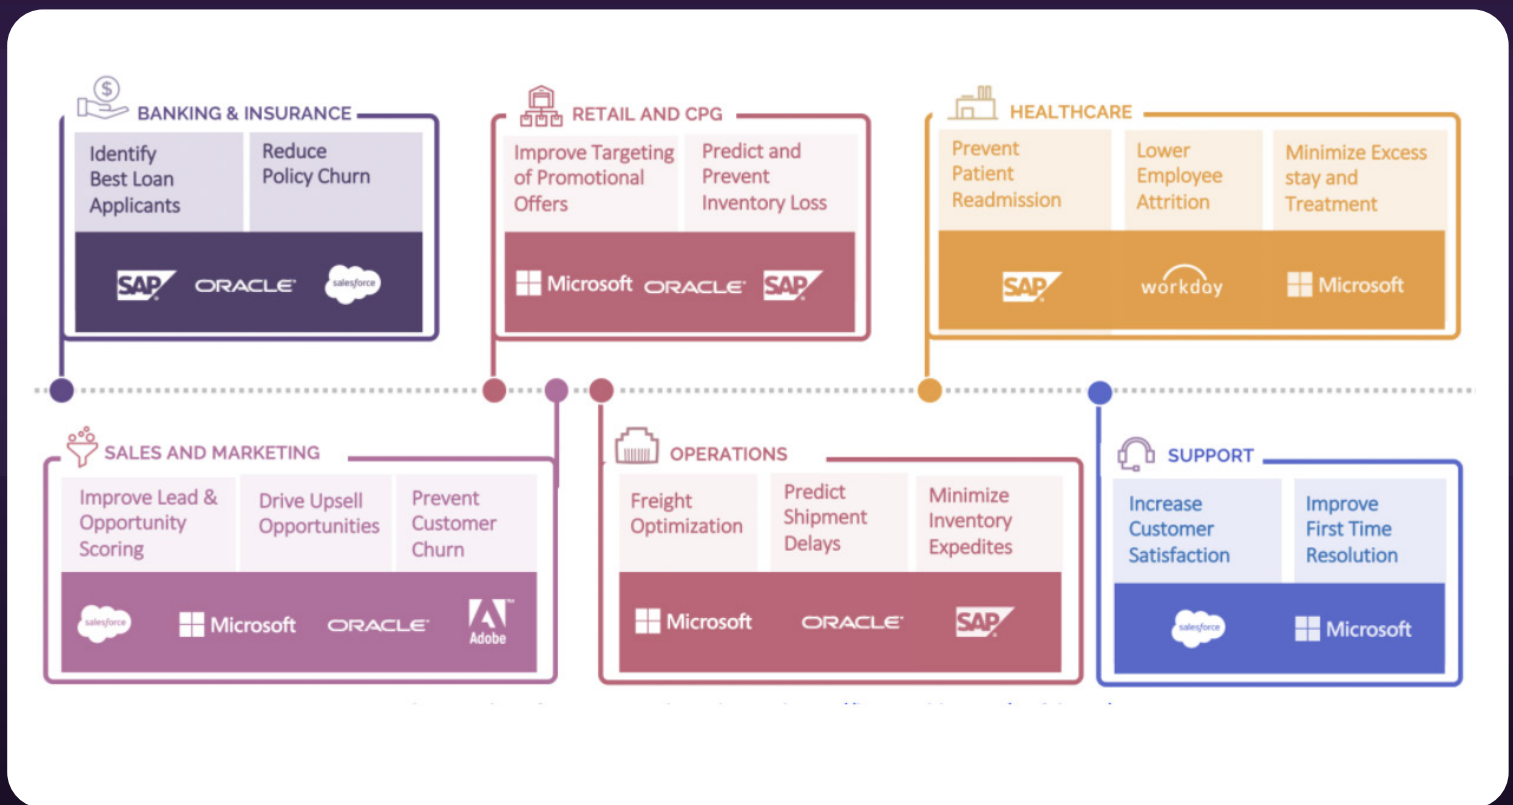 BANKING & INSURANCE
Identify
Best Loan
Applicants
Reduce
Policy Churn
SAP
ORACLE
salesforce
RETAIL AND CPG
Improve Targeting
of Promotional
Offers
Predict and
Prevent
Inventory Loss
Microsoft
ORACLE
SAP
HEALTHCARE
Prevent
Patient
Readmission
Lower
Employee
Attrition
Minimize Excess
stay and
Treatment
SAP
workday
Microsoft
SALES AND MARKETING
Improve Lead &
Opportunity
Scoring
Drive Upsell
Opportunities
Prevent
Customer
Churn
salesforce
Microsoft
ORACLE
Adobe
OPERATIONS
Freight
Optimization
Predict
Shipment
Delays
Minimize
Inventory
Expedites
Microsoft
ORACLE
SAP
SUPPORT
Increase
Customer
Satisfaction
Improve
First Time
Resolution
salesforce
Microsoft